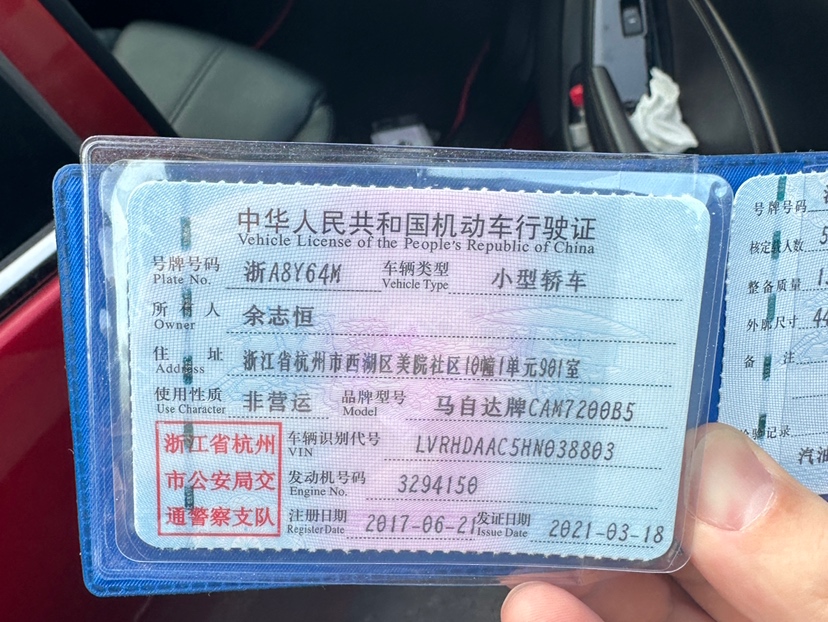 中华人民共和国机动车行驶证
Vehicle License of the People's Republic of China
号牌号码 浙A8Y64M 车辆类型 小型轿车
Plate No. Vehicle Type
所有人 余志恒
Owner
住址 浙江省杭州市西湖区美院社区10幢1单元901室
Address
使用性质 非营运 品牌型号 马自达牌CAM7200B5
Use Character Model
浙江省杭州
市公安局交
通警察支队
车辆识别代号 LVRHDAAC5HN038803
VIN
发动机号码 3294150
Engine No.
注册日期 2017-06-21 发证日期 2021-03-18
Register Date Issue Date
号牌号码
核定载人数 5
整备质量
外廓尺寸 44
备注
检验记录
汽油